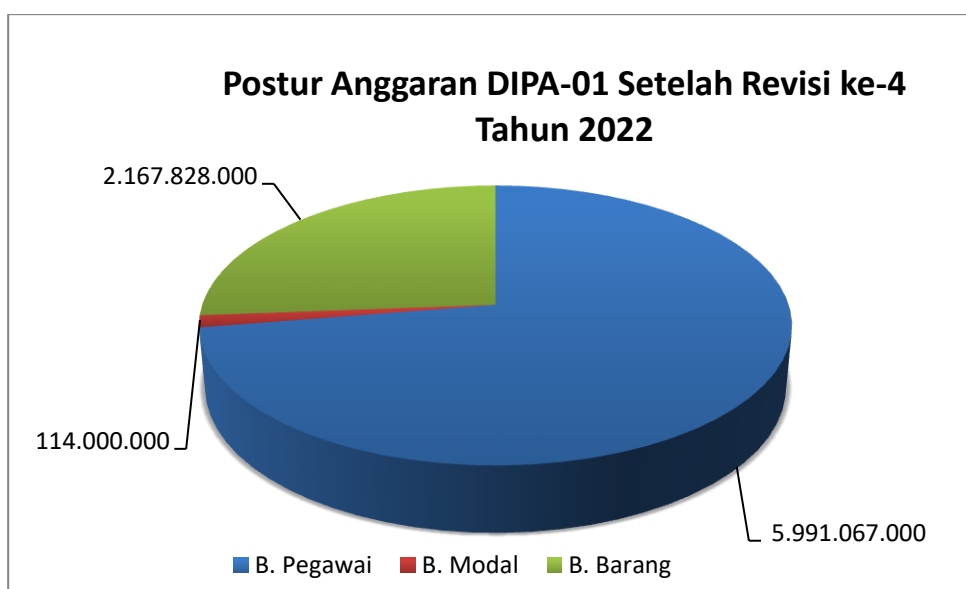 Postur Anggaran DIPA-01 Setelah Revisi ke-4
Tahun 2022
2.167.828.000
114.000.000
5.991.067.000
B. Pegawai
B. Modal
B. Barang